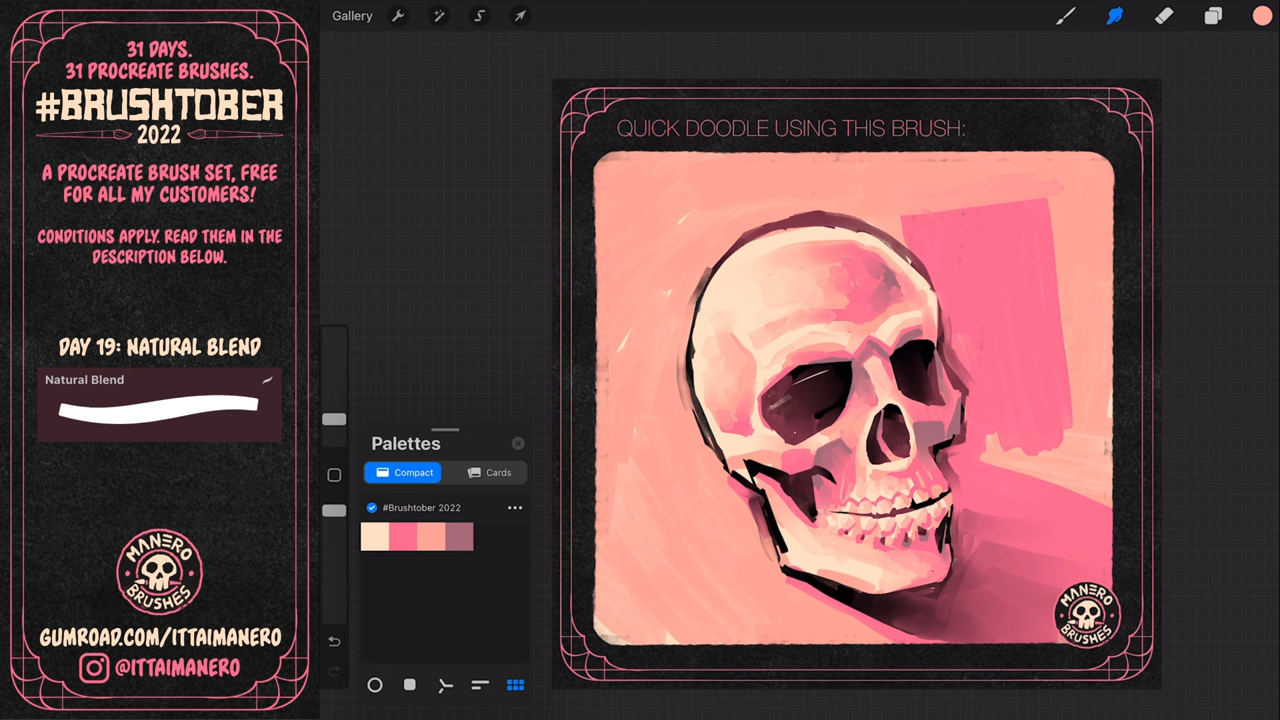 31 DAYS.
31 PROCREATE BRUSHES.
#BRUSHTOBER
2022
A PROCREATE BRUSH SET, FREE
FOR ALL MY CUSTOMERS!
CONDITIONS APPLY. READ THEM IN THE
DESCRIPTION BELOW.
DAY 19: NATURAL BLEND
Natural Blend
MANERO
BRUSHES
GUMROAD.COM/ITTAIMANERO
@ITTAIMANERO
Gallery
Palettes
Compact
Cards
#Brushtober 2022
QUICK DOODLE USING THIS BRUSH:
MANERO
BRUSHES